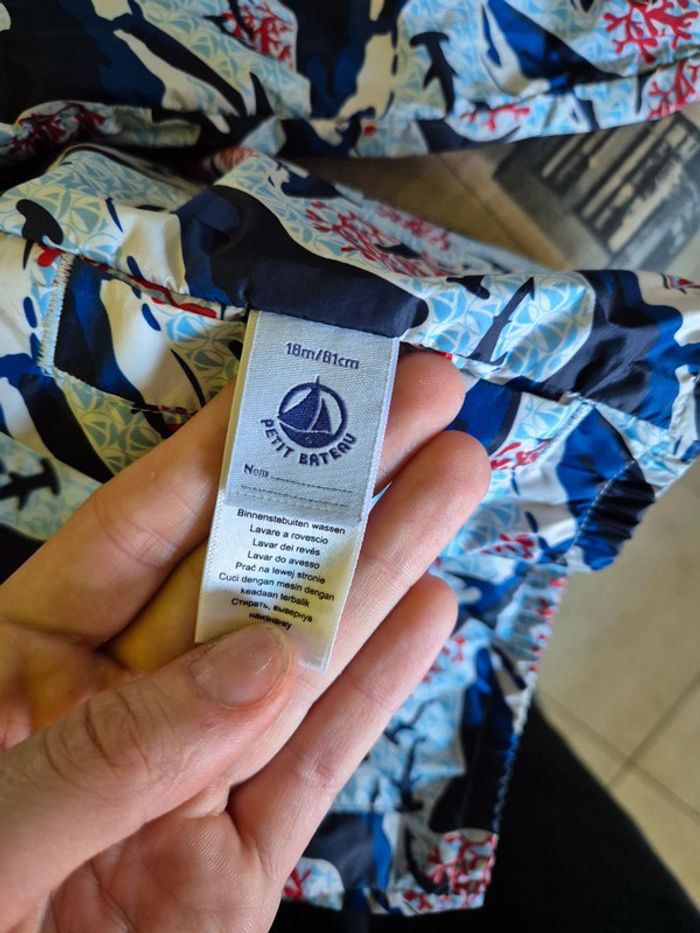 18m/81cm
PETIT BATEAU
Nom
Binnenstebuiten wassen
Lavare a rovescio
Lavar del revés
Lavar do avesso
Prać na lewej stronie
Cuci dengan mesin dengan
keadaan terbalik
Стирать, вывернув
наизнанку